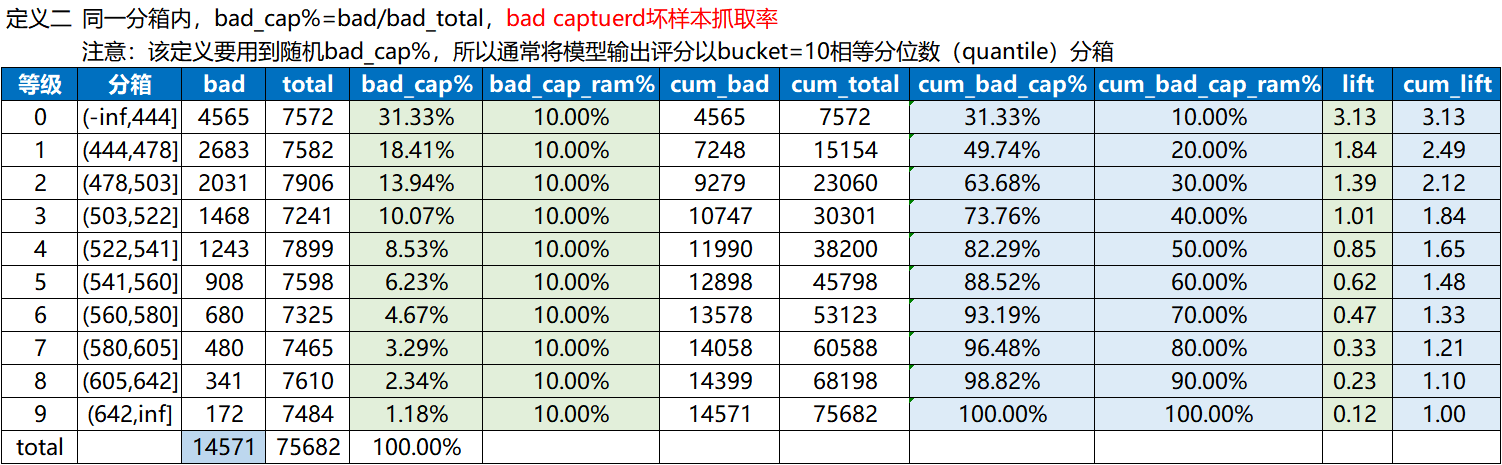 定义二 同一分箱内，bad_cap%=bad/bad_total，bad captuerd坏样本抓取率
注意：该定义要用到随机bad_cap%，所以通常将模型输出评分以bucket=10相等分位数（quantile）分箱
等级 分箱 bad total bad_cap% bad_cap_ram% cum_bad cum_total cum_bad_cap% cum_bad_cap_ram% lift cum_lift
0 (-inf,444] 4565 7572 31.33% 10.00% 4565 7572 31.33% 10.00% 3.13 3.13
1 (444,478] 2683 7582 18.41% 10.00% 7248 15154 49.74% 20.00% 1.84 2.49
2 (478,503] 2031 7906 13.94% 10.00% 9279 23060 63.68% 30.00% 1.39 2.12
3 (503,522] 1468 7241 10.07% 10.00% 10747 30301 73.76% 40.00% 1.01 1.84
4 (522,541] 1243 7899 8.53% 10.00% 11990 38200 82.29% 50.00% 0.85 1.65
5 (541,560] 908 7598 6.23% 10.00% 12898 45798 88.52% 60.00% 0.62 1.48
6 (560,580] 680 7325 4.67% 10.00% 13578 53123 93.19% 70.00% 0.47 1.33
7 (580,605] 480 7465 3.29% 10.00% 14058 60588 96.48% 80.00% 0.33 1.21
8 (605,642] 341 7610 2.34% 10.00% 14399 68198 98.82% 90.00% 0.23 1.10
9 (642,inf] 172 7484 1.18% 10.00% 14571 75682 100.00% 100.00% 0.12 1.00
total 14571 75682 100.00%